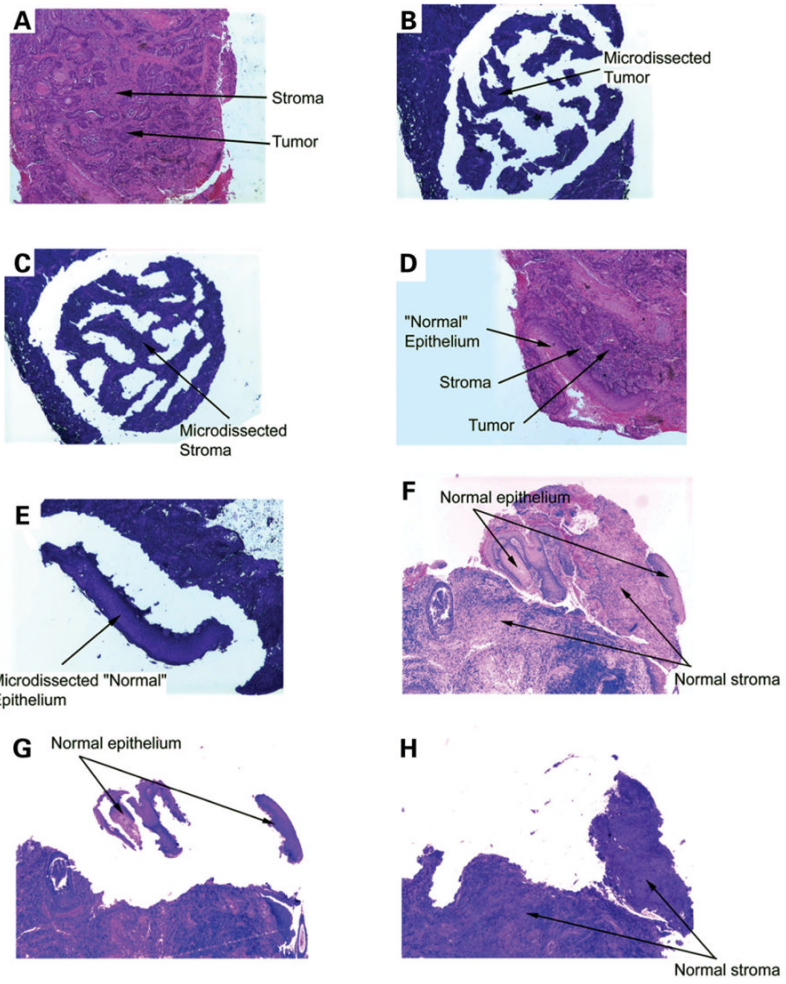 A
Stroma
Tumor
B
Microdissected
Tumor
C
Microdissected
Stroma
D
"Normal"
Epithelium
Stroma
Tumor
E
Microdissected "Normal"
Epithelium
F
Normal epithelium
Normal stroma
G
Normal epithelium
H
Normal stroma